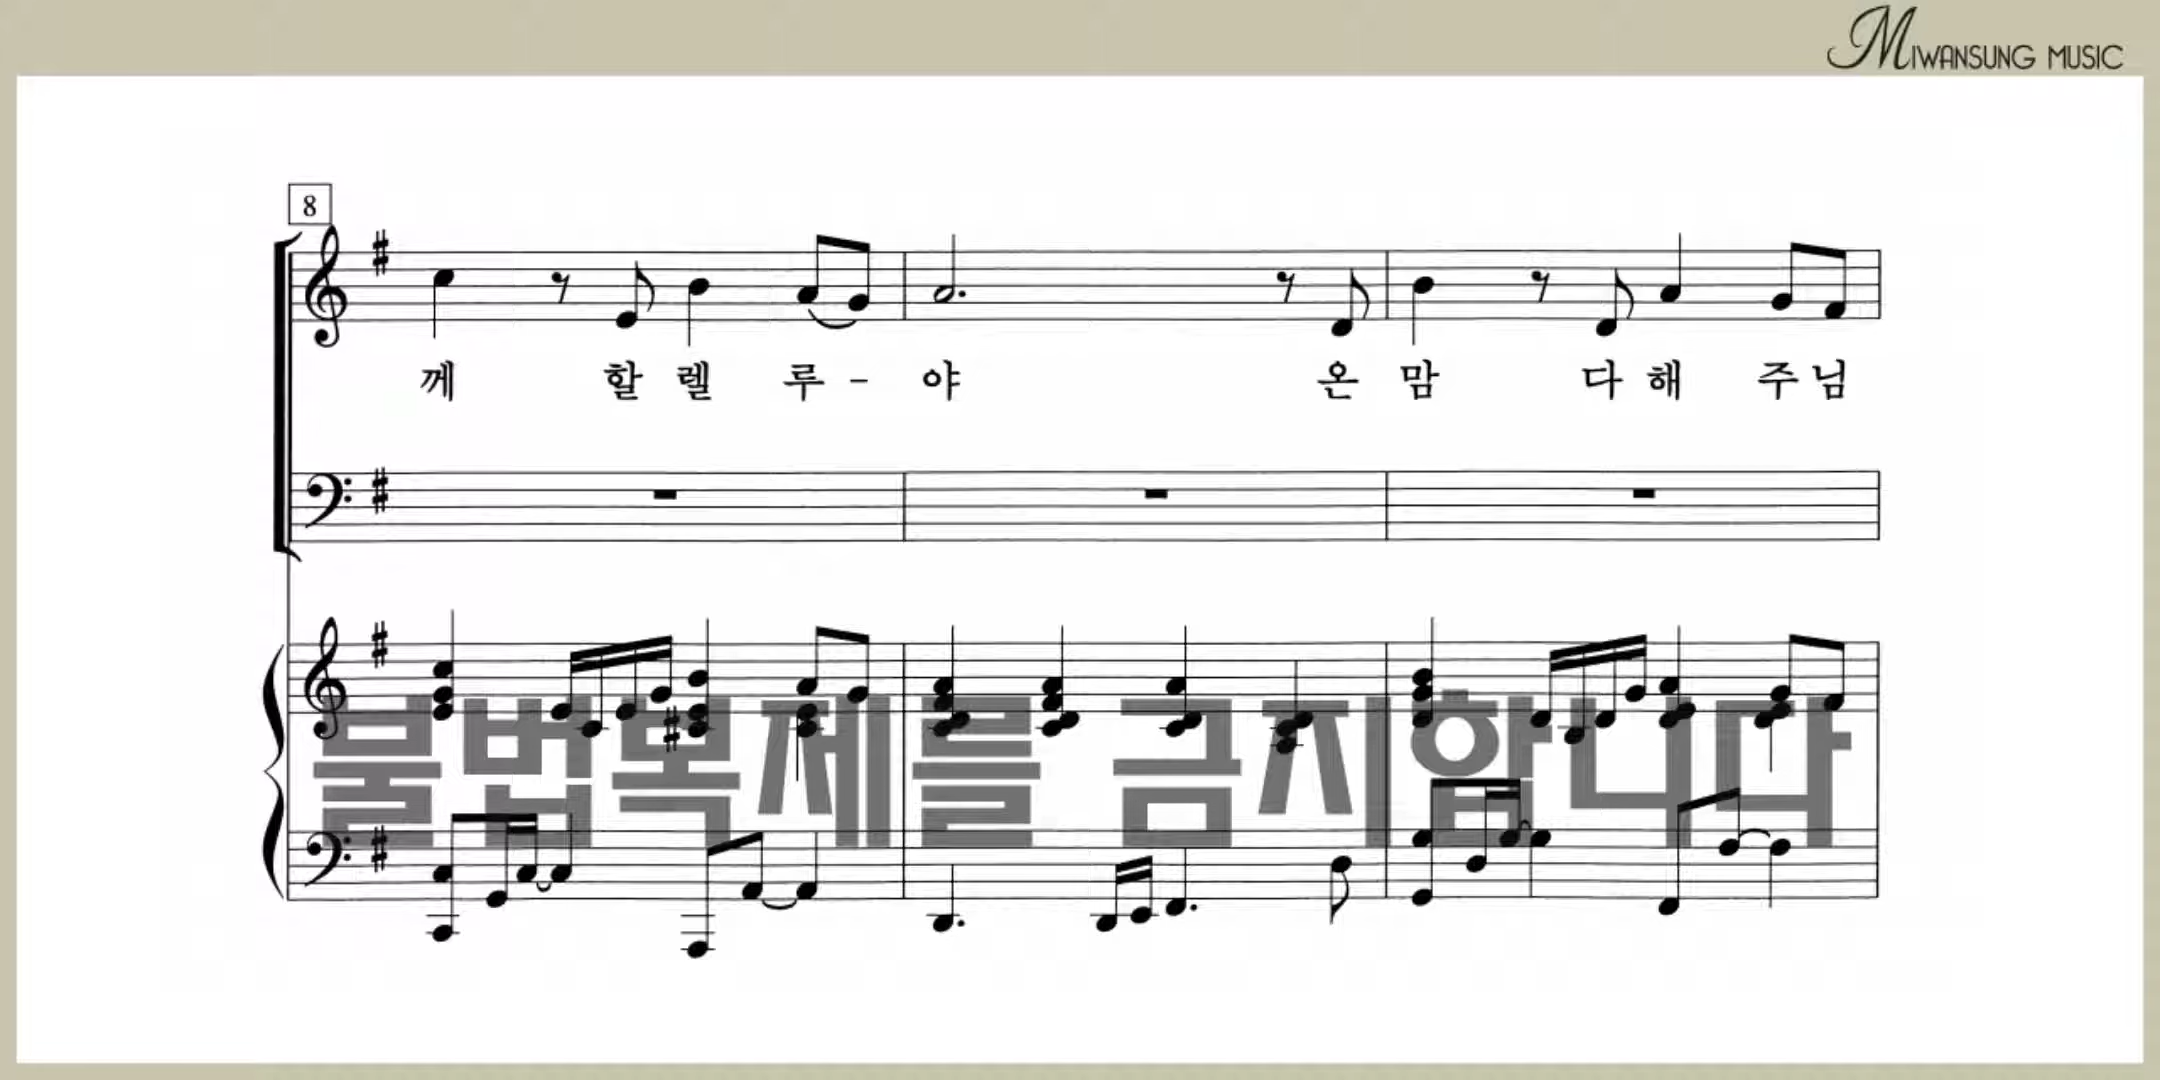 MIWANSUNG MUSIC
8
께 할 렐 루 - 야 온 맘 다 해 주 님
불법복제를 금지합니다